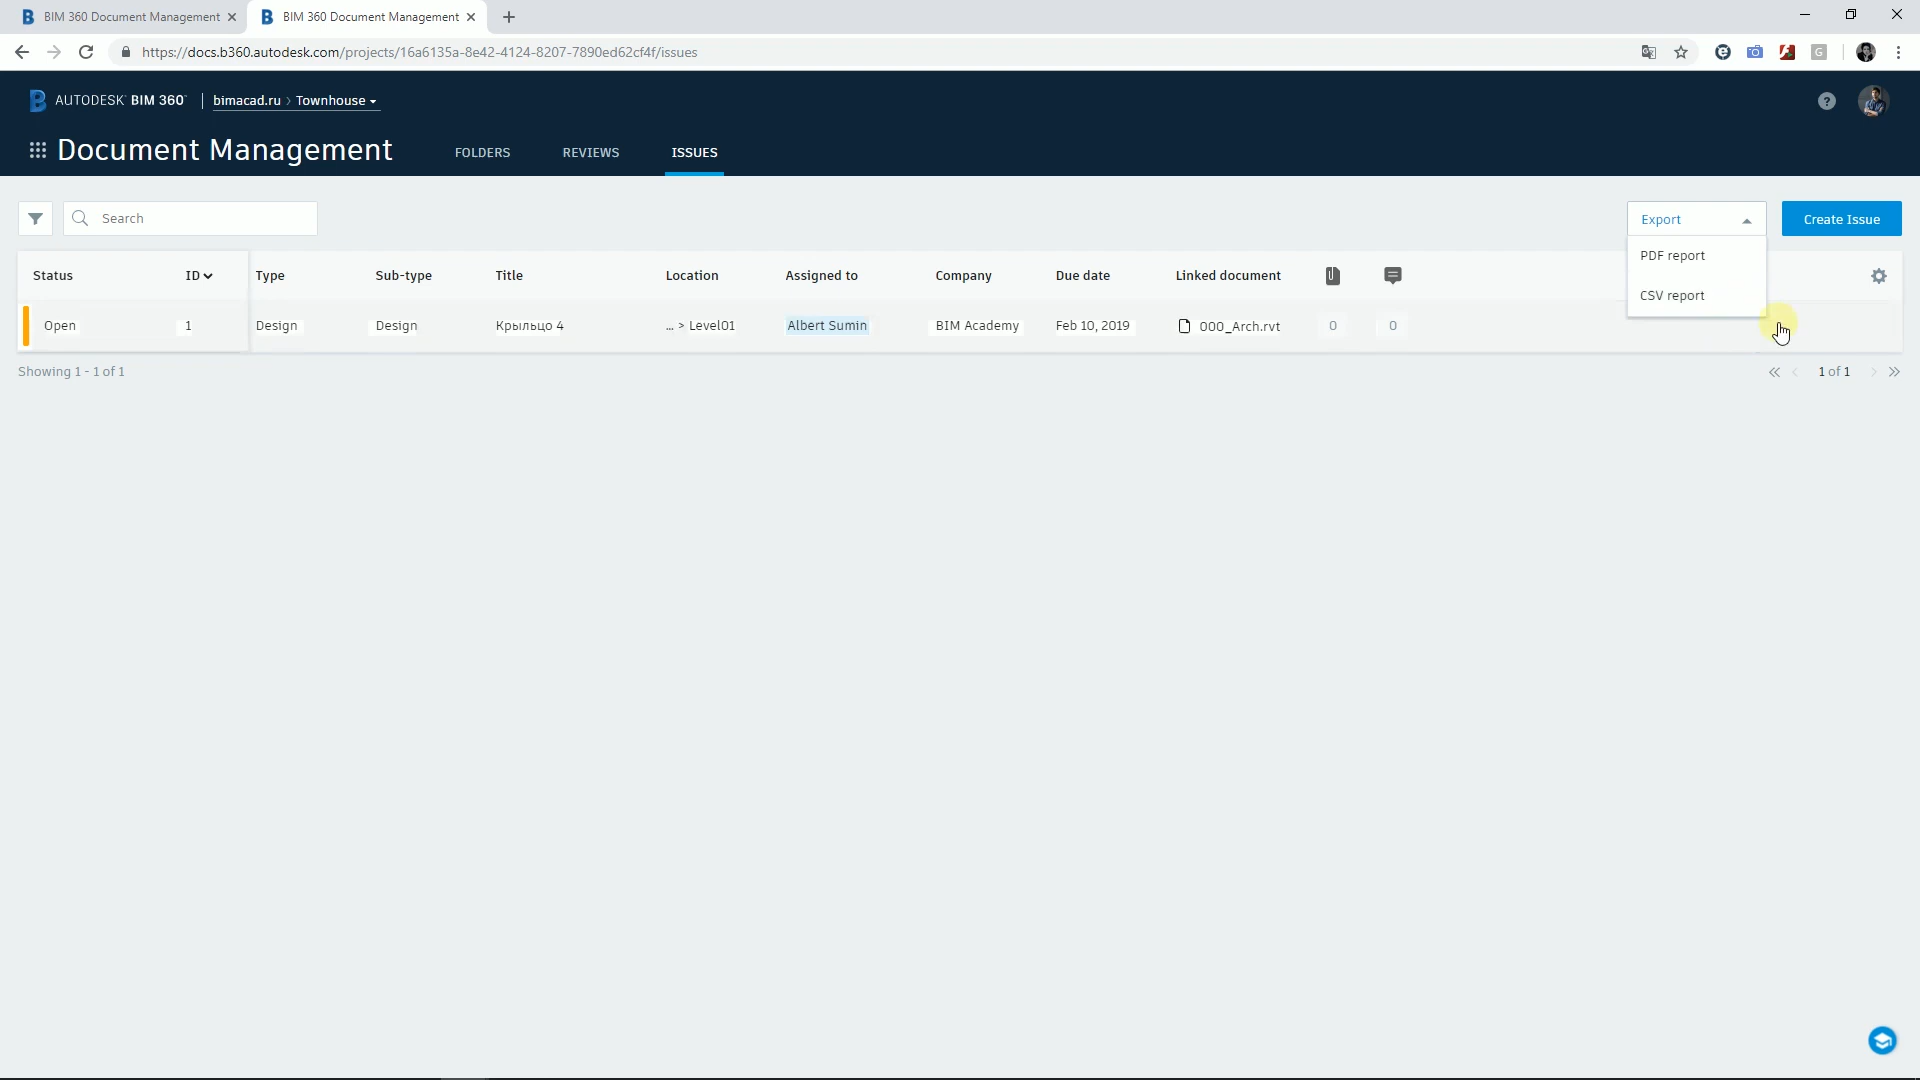 BIM 360 Document Management
BIM 360 Document Management
https://docs.b360.autodesk.com/projects/16a6135a-8e42-4124-8207-7890ed62cf4f/issues
G
AUTODESK BIM 360 bimacad.ru > Townhouse
?
Document Management FOLDERS REVIEWS ISSUES
Search
Export
Create Issue
PDF report
CSV report
Status ID Type Sub-type Title Location Assigned to Company Due date Linked document
Open 1 Design Design Крыльцо 4 ... > Level01 Albert Sumin BIM Academy Feb 10, 2019 000_Arch.rvt 0 0
Showing 1 - 1 of 1
1 of 1